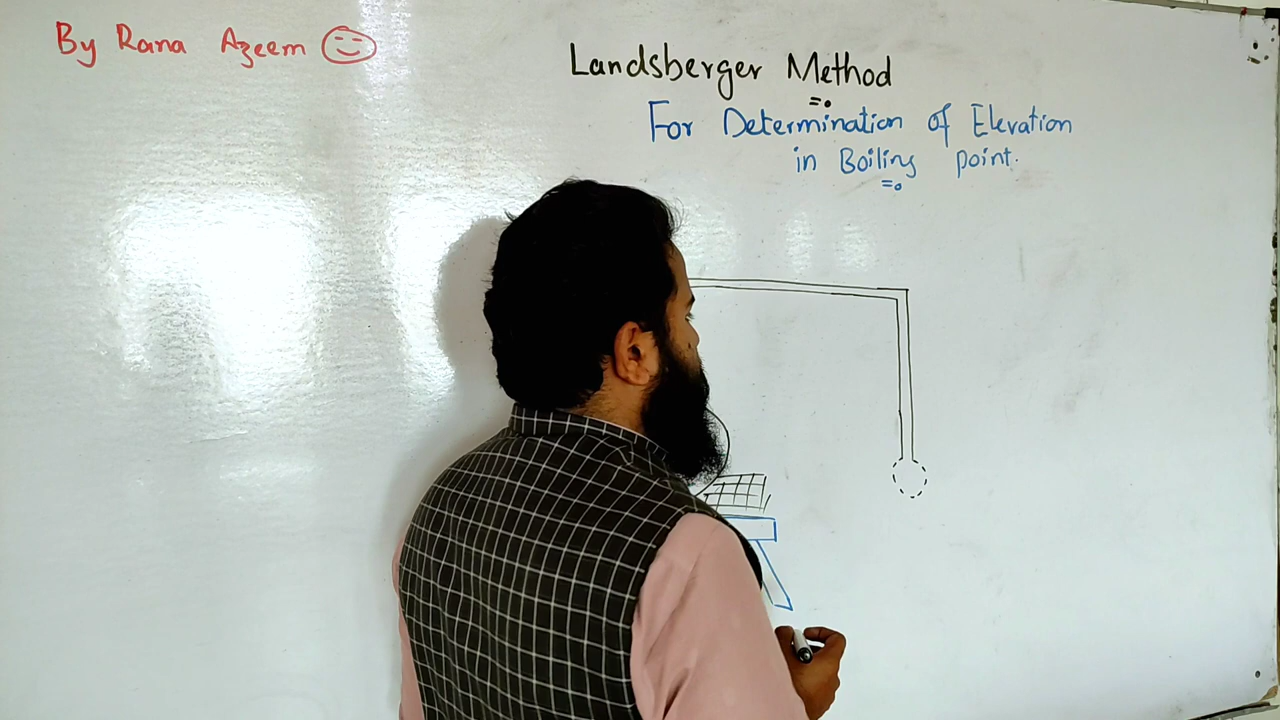 By Rana Azeem
Landsberger Method
For Determination of Elevation
in Boiling point.